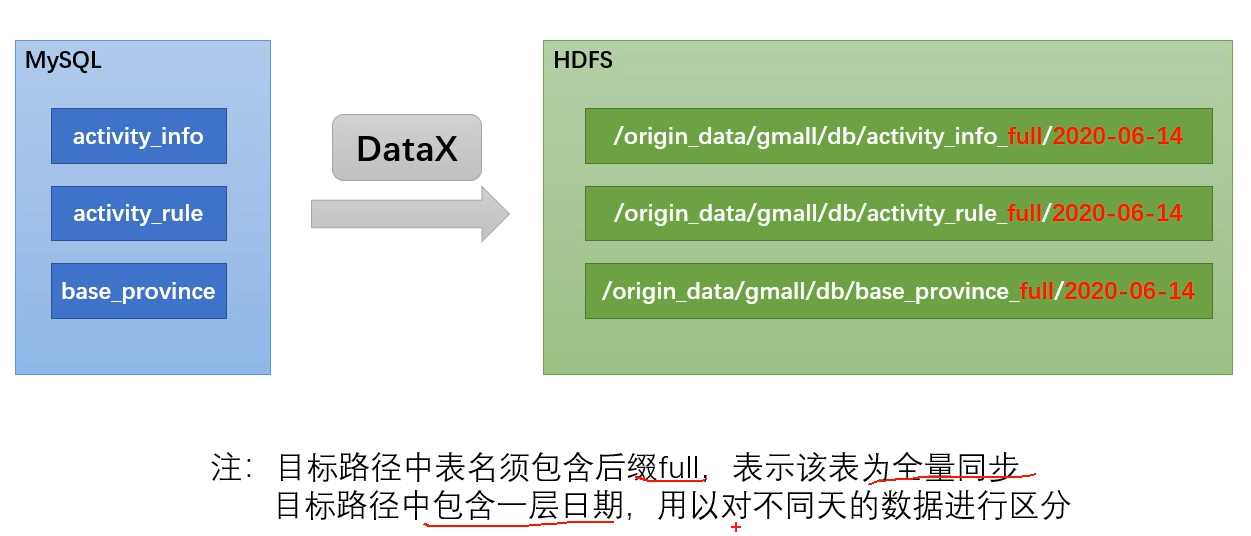 MySQL
activity_info
activity_rule
base_province
DataX
HDFS
/origin_data/gmall/db/activity_info_full/2020-06-14
/origin_data/gmall/db/activity_rule_full/2020-06-14
/origin_data/gmall/db/base_province_full/2020-06-14
注：目标路径中表名须包含后缀full，表示该表为全量同步
目标路径中包含一层日期，用以对不同天的数据进行区分